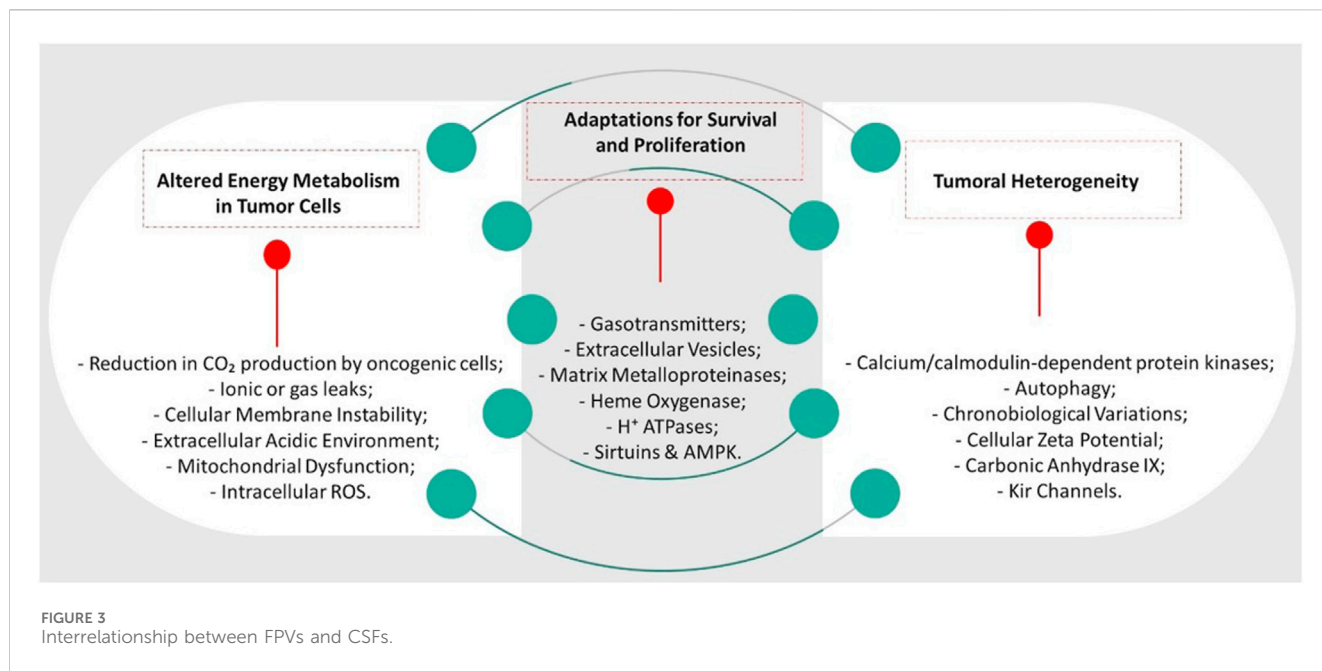 Altered Energy Metabolism
in Tumor Cells
- Reduction in CO₂ production by oncogenic cells;
- Ionic or gas leaks;
- Cellular Membrane Instability;
- Extracellular Acidic Environment;
- Mitochondrial Dysfunction;
- Intracellular ROS.
Adaptations for Survival
and Proliferation
- Gasotransmitters;
- Extracellular Vesicles;
- Matrix Metalloproteinases;
- Heme Oxygenase;
- H⁺ ATPases;
- Sirtuins & AMPK.
Tumoral Heterogeneity
- Calcium/calmodulin-dependent protein kinases;
- Autophagy;
- Chronobiological Variations;
- Cellular Zeta Potential;
- Carbonic Anhydrase IX;
- Kir Channels.
FIGURE 3
Interrelationship between FPVs and CSFs.